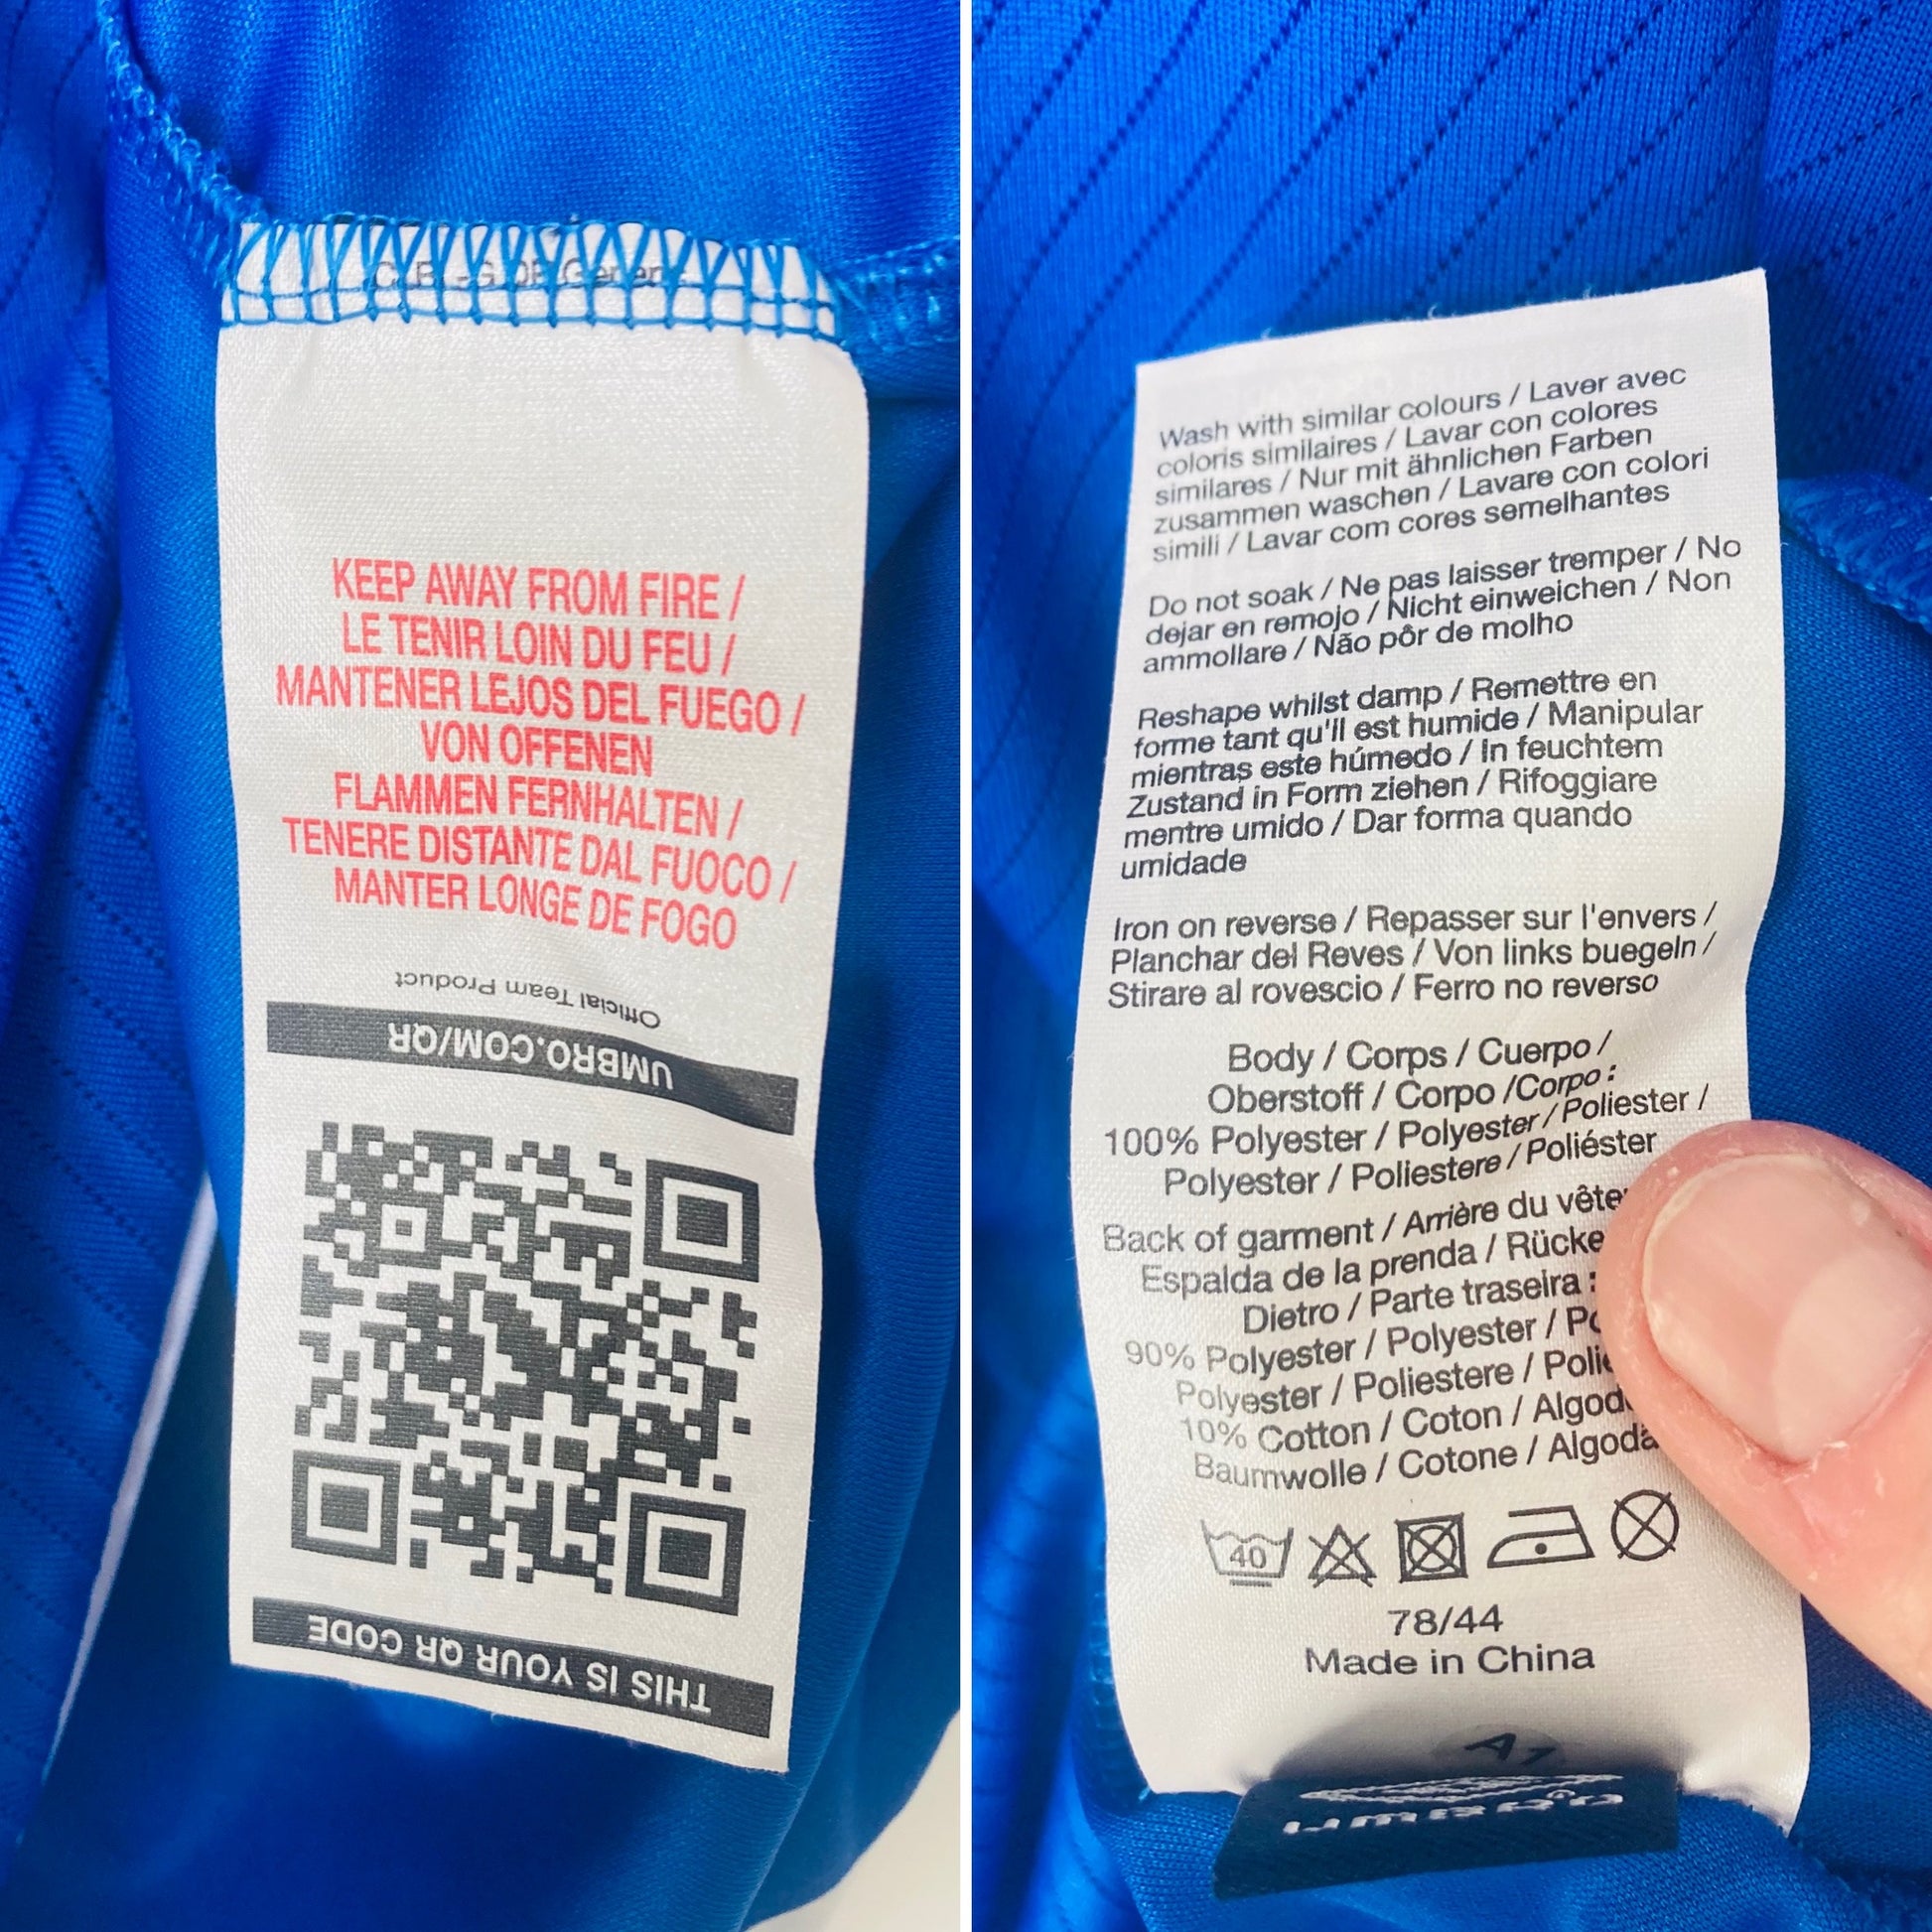 KEEP AWAY FROM FIRE /
LE TENIR LOIN DU FEU /
MANTENER LEJOS DEL FUEGO /
VON OFFENEN
FLAMMEN FERNHALTEN /
TENERE DISTANTE DAL FUOCO /
MANTER LONGE DE FOGO
Official Team Product
UMBRO.COM/QR
THIS IS YOUR QR CODE
Wash with similar colours / Laver avec
coloris similaires / Lavar con colores
similares / Nur mit ähnlichen Farben
zusammen waschen / Lavare con colori
simili / Lavar com cores semelhantes
Do not soak / Ne pas laisser tremper / No
dejar en remojo / Nicht einweichen / Non
ammollare / Não pôr de molho
Reshape whilst damp / Remettre en
forme tant qu'il est humide / Manipular
mientras este húmedo / In feuchtem
Zustand in Form ziehen / Rifoggiare
mentre umido / Dar forma quando
umidade
Iron on reverse / Repasser sur l'envers /
Planchar del Reves / Von links buegeln /
Stirare al rovescio / Ferro no reverso
Body / Corps / Cuerpo /
Oberstoff / Corpo /Corpo :
100% Polyester / Polyester / Poliester /
Polyester / Poliestere / Poliéster
Back of garment / Arrière du
Espalda de la prenda /
Dietro / Parte traseira :
90% Polyester / Polyester /
Polyester / Poliestere /
10% Cotton / Coton /
Baumwolle / Cotone /
40
78/44
Made in China
A1
UMBRO